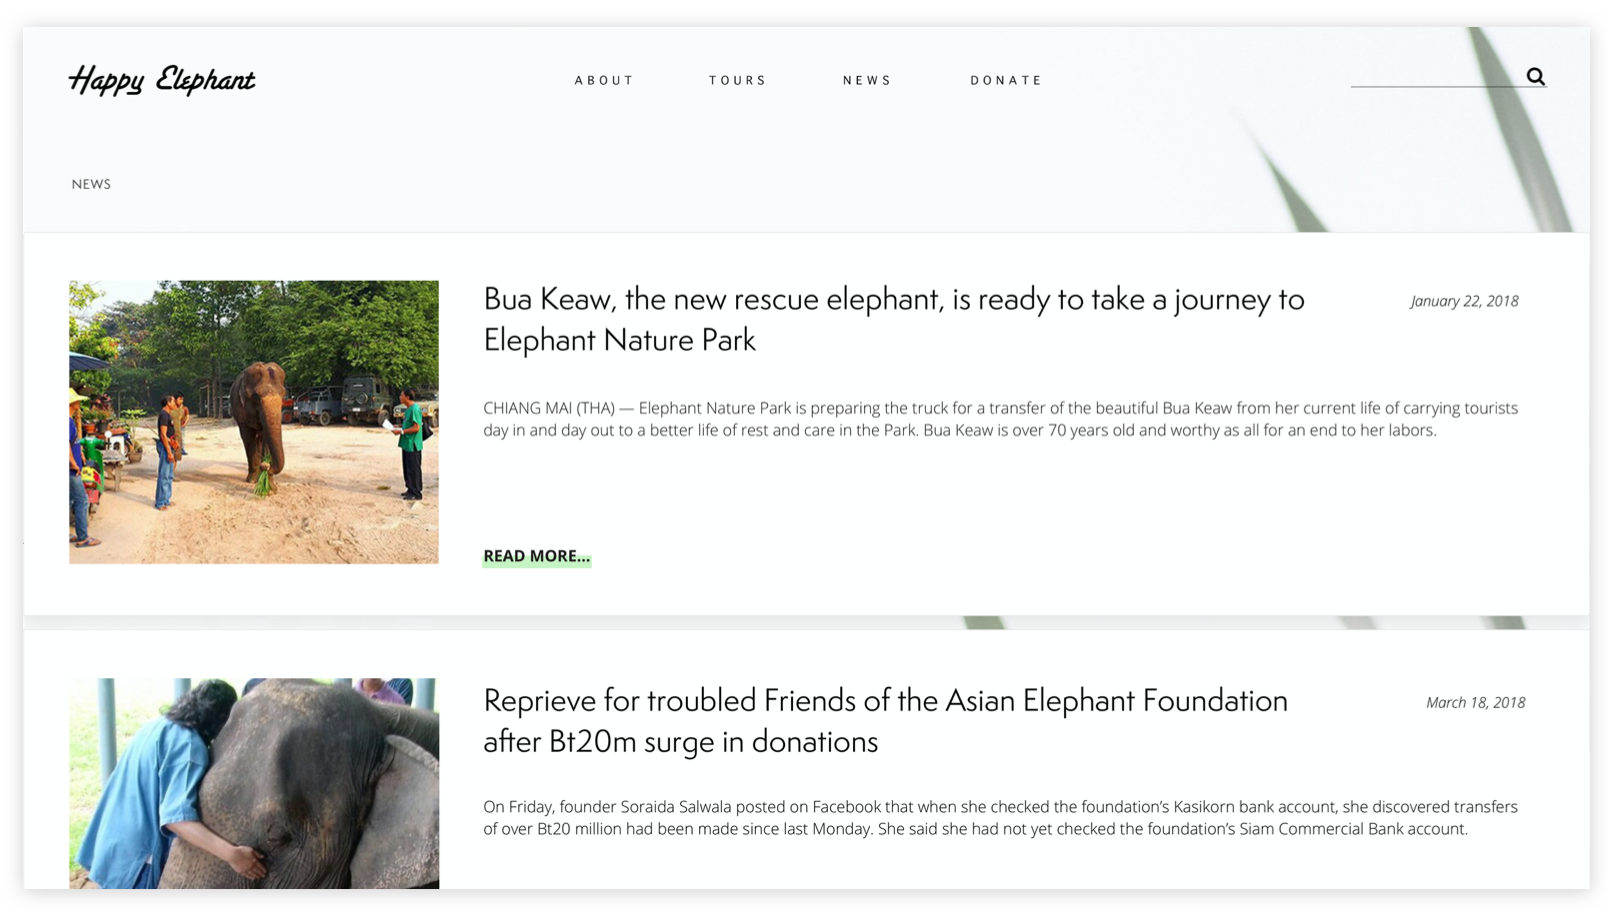 Happy Elephant
ABOUT TOURS NEWS DONATE
NEWS
Bua Keaw, the new rescue elephant, is ready to take a journey to
Elephant Nature Park
January 22, 2018
CHIANG MAI (THA) — Elephant Nature Park is preparing the truck for a transfer of the beautiful Bua Keaw from her current life of carrying tourists
day in and day out to a better life of rest and care in the Park. Bua Keaw is over 70 years old and worthy as all for an end to her labors.
READ MORE...
Reprieve for troubled Friends of the Asian Elephant Foundation
after Bt20m surge in donations
March 18, 2018
On Friday, founder Soraida Salwala posted on Facebook that when she checked the foundation's Kasikorn bank account, she discovered transfers
of over Bt20 million had been made since last Monday. She said she had not yet checked the foundation's Siam Commercial Bank account.